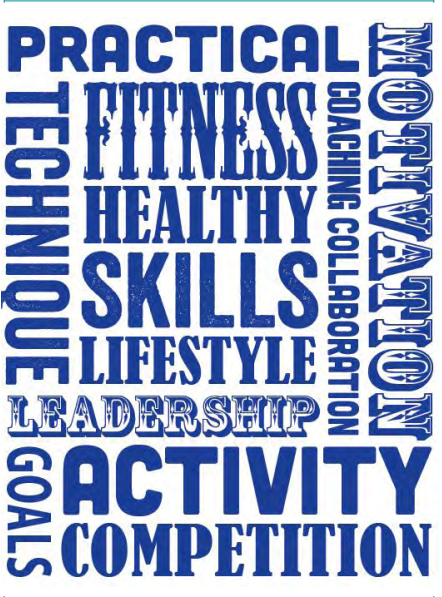 PRACTICAL
MOTIVATION
TECHNIQUE
FITNESS
COACHING COLLABORATION
HEALTHY
SKILLS
LIFESTYLE
LEADERSHIP
GOALS
ACTIVITY
COMPETITION